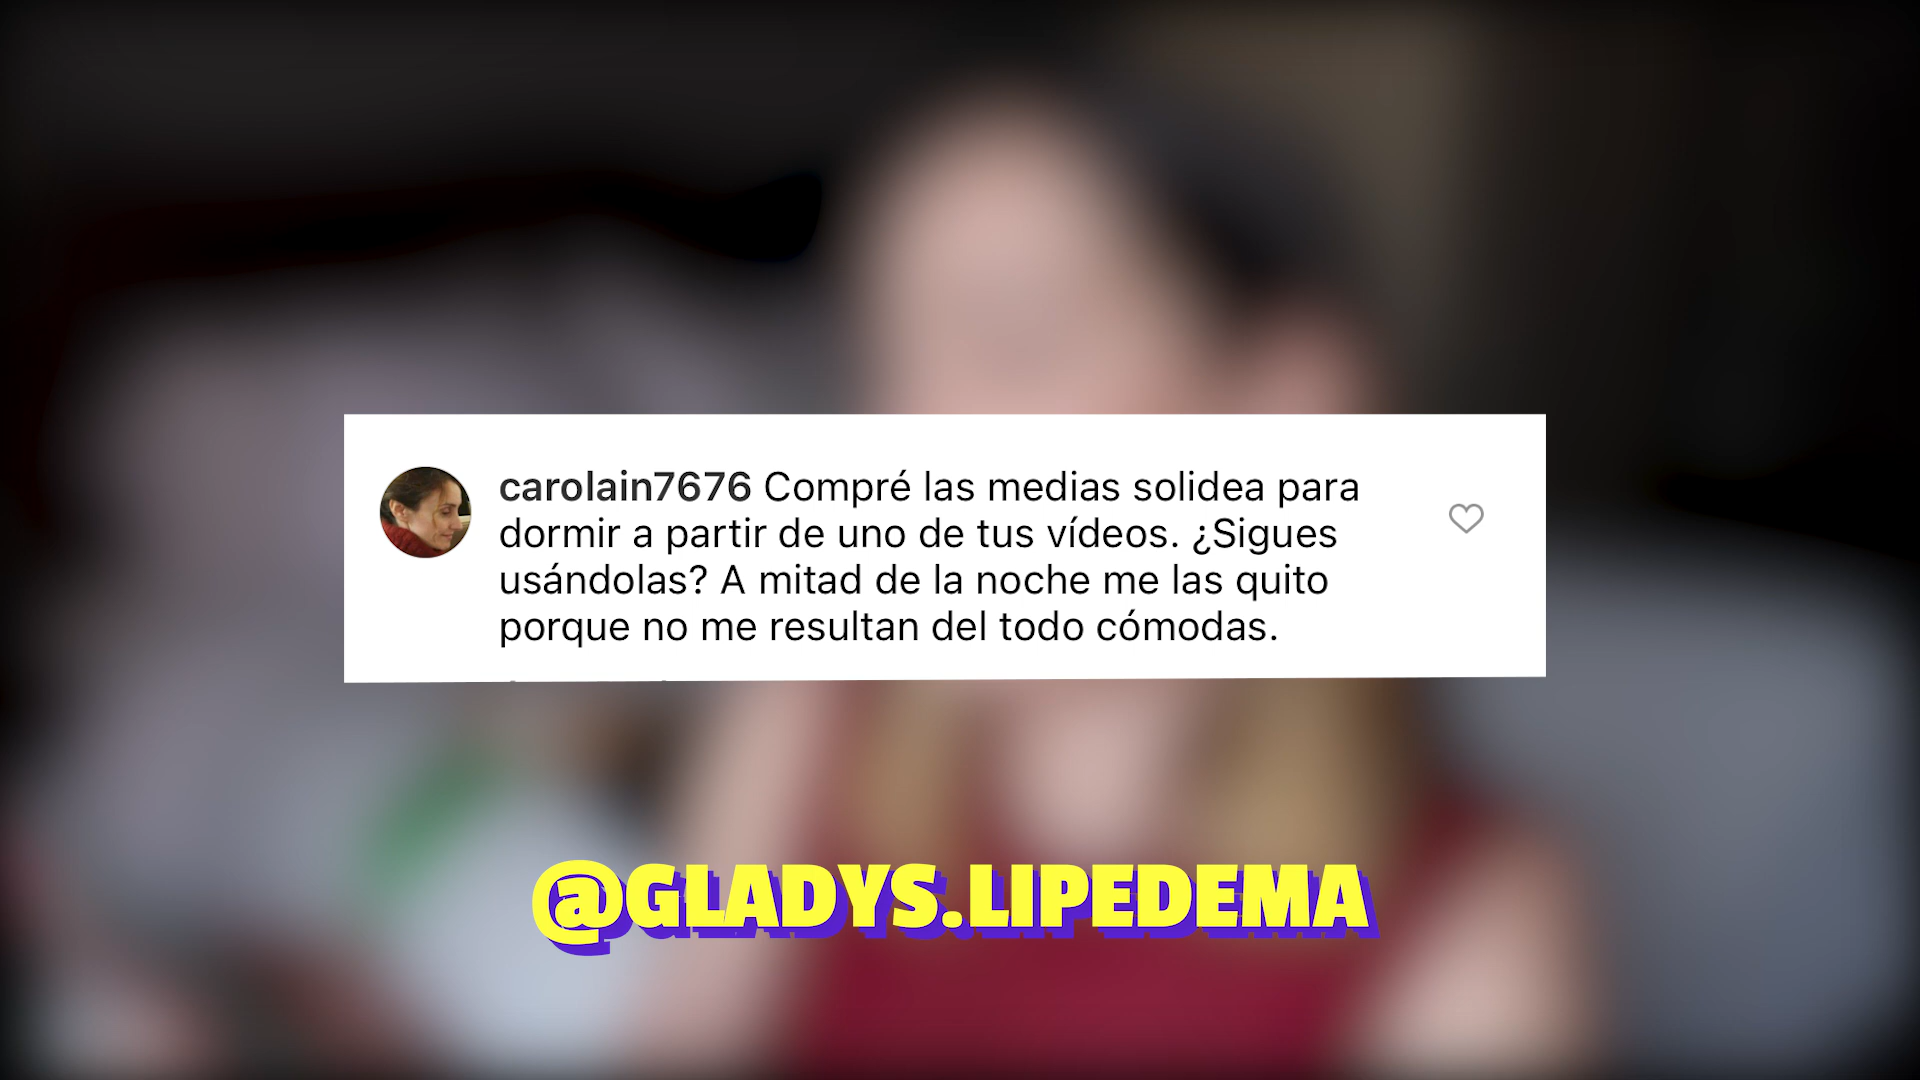 carolain7676 Compré las medias solidea para
dormir a partir de uno de tus vídeos. ¿Sigues
usándolas? A mitad de la noche me las quito
porque no me resultan del todo cómodas.
@GLADYS.LIPEDEMA